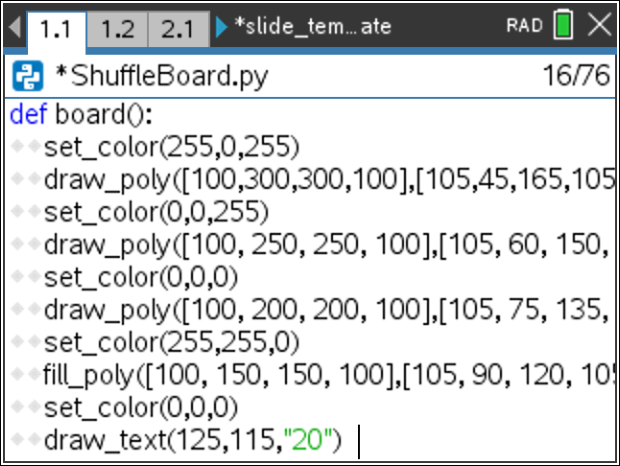 1.1 1.2 2.1 *slide_tem…ate RAD
*ShuffleBoard.py 16/76
def board():
set_color(255,0,255)
draw_poly([100,300,300,100],[105,45,165,105
set_color(0,0,255)
draw_poly([100, 250, 250, 100],[105, 60, 150,
set_color(0,0,0)
draw_poly([100, 200, 200, 100],[105, 75, 135,
set_color(255,255,0)
fill_poly([100, 150, 150, 100],[105, 90, 120, 105
set_color(0,0,0)
draw_text(125,115,"20")